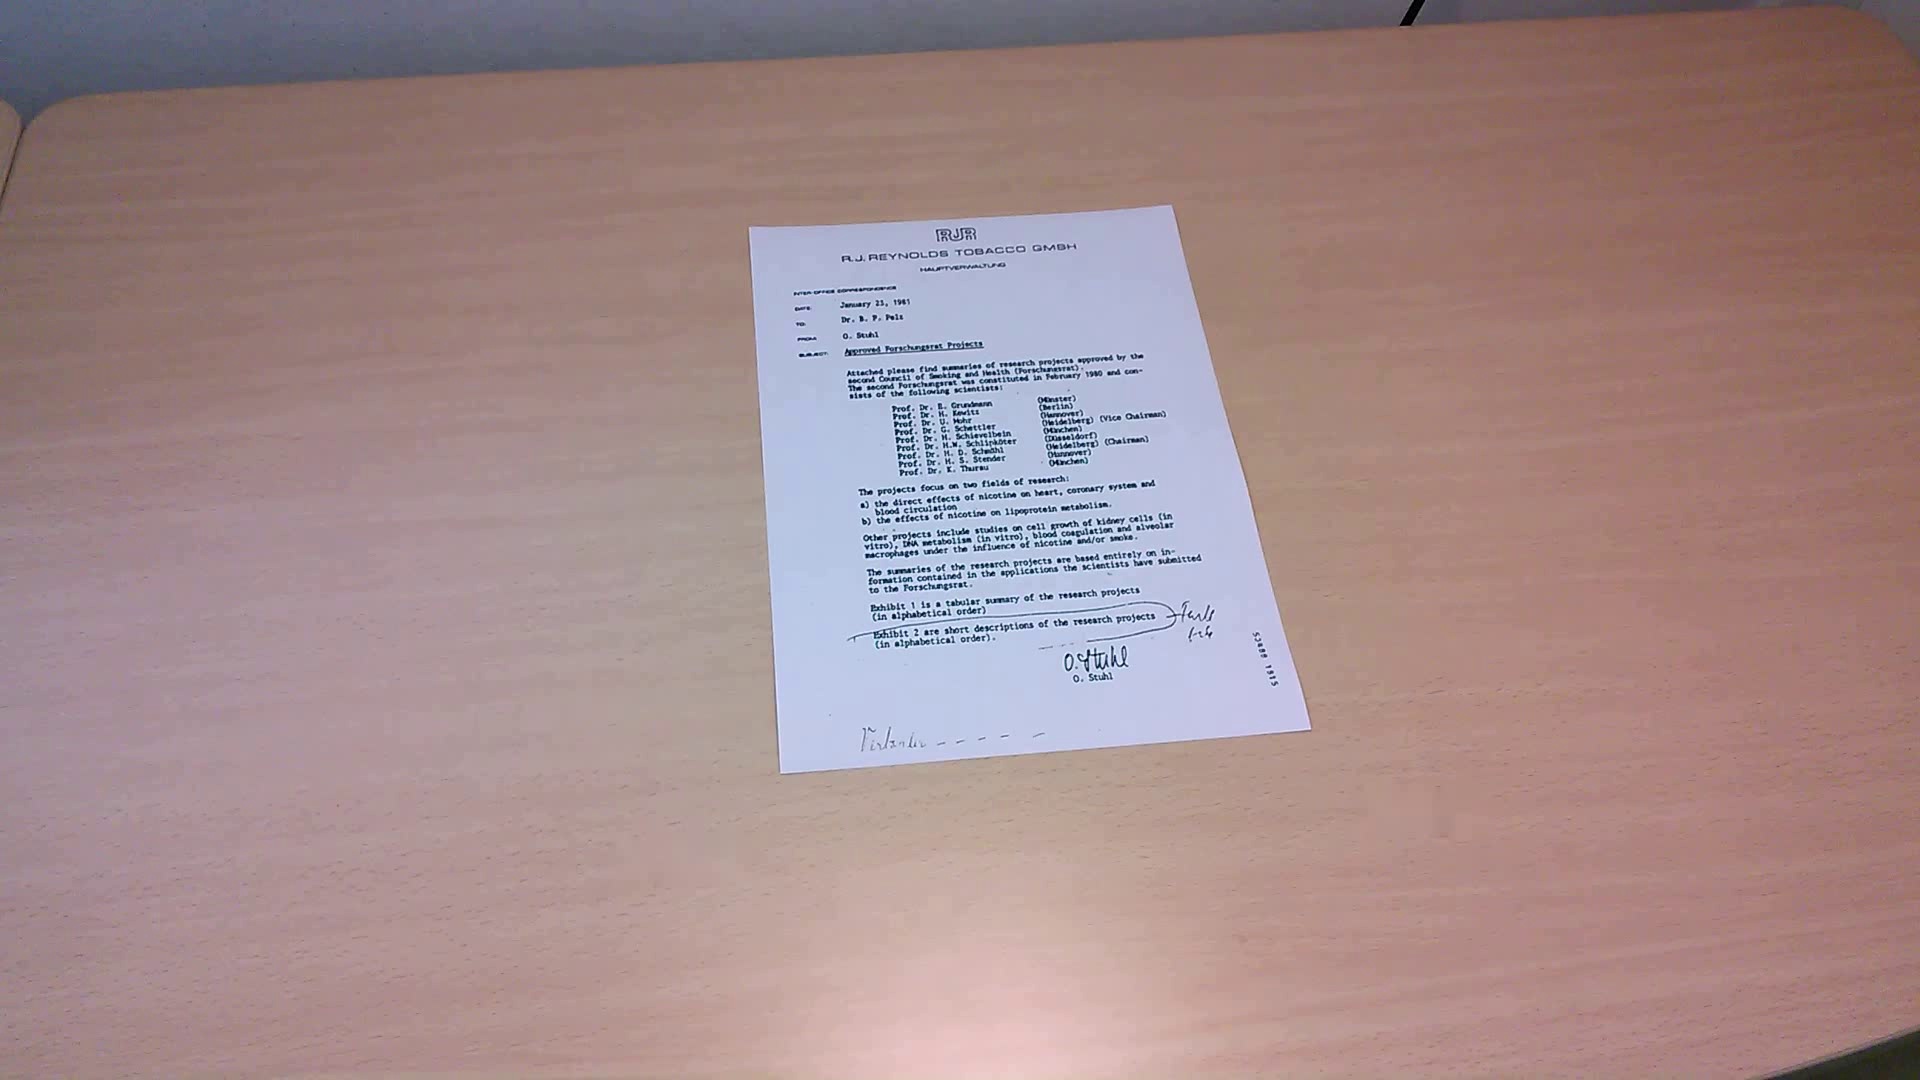 RJR
R.J. REYNOLDS TOBACCO GMBH
HAUPTVERWALTUNG
INTER-OFFICE CORRESPONDENCE
DATE: January 23, 1981
TO: Dr. B. P. Pelz
FROM: O. Stuhl
SUBJECT: Approved Forschungsrat Projects
Attached please find summaries of research projects approved by the
second Council of Smoking and Health (Forschungsrat).
The second Forschungsrat was constituted in February 1980 and con-
sists of the following scientists:
Prof. Dr. E. Grundmann (Münster)
Prof. Dr. H. Kewitz (Berlin)
Prof. Dr. U. Mohr (Hannover)
Prof. Dr. G. Schettler (Heidelberg) (Vice Chairman)
Prof. Dr. H. Schievelbein (München)
Prof. Dr. H.W. Schlipköter (Düsseldorf)
Prof. Dr. H. D. Schmähl (Heidelberg) (Chairman)
Prof. Dr. H. S. Stender (Hannover)
Prof. Dr. K. Thurau (München)
The projects focus on two fields of research:
a) the direct effects of nicotine on heart, coronary system and
blood circulation
b) the effects of nicotine on lipoprotein metabolism.
Other projects include studies on cell growth of kidney cells (in
vitro), DNA metabolism (in vitro), blood coagulation and alveolar
macrophages under the influence of nicotine and/or smoke.
The summaries of the research projects are based entirely on in-
formation contained in the applications the scientists have submitted
to the Forschungsrat.
Exhibit 1 is a tabular summary of the research projects
(in alphabetical order)
Exhibit 2 are short descriptions of the research projects
(in alphabetical order).
O. Stuhl
O. Stuhl